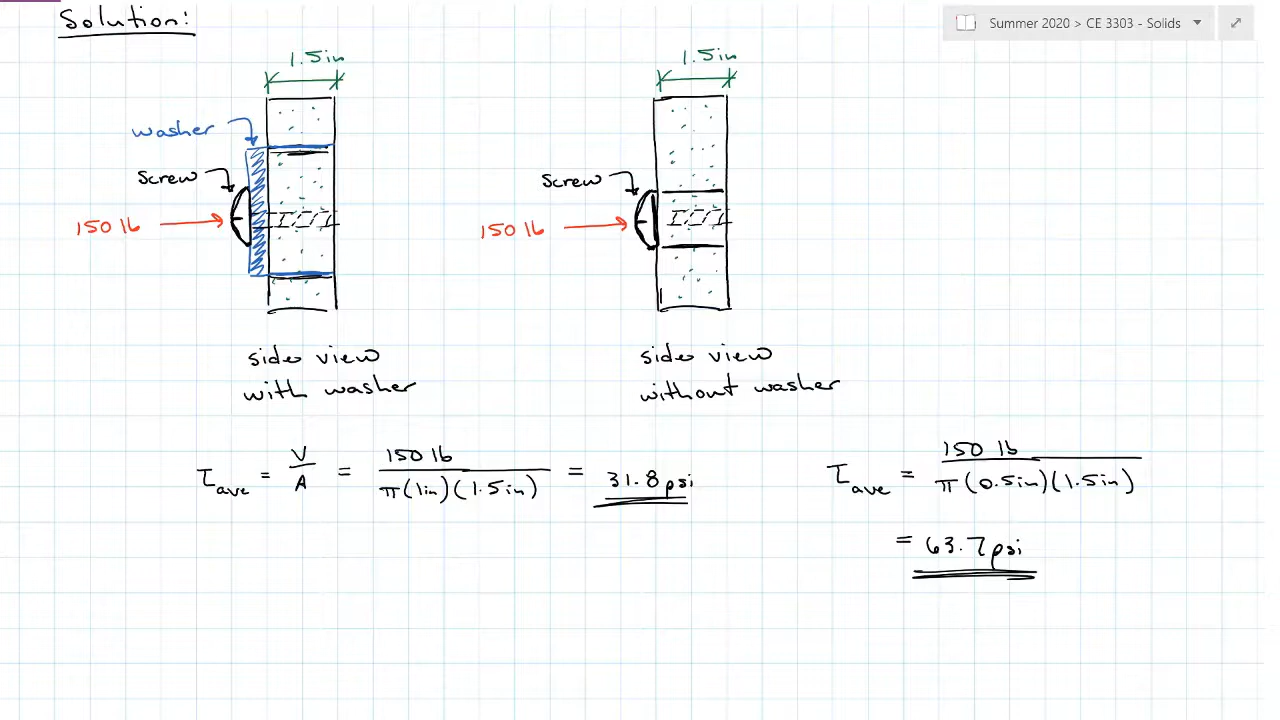 Solution:
Summer 2020 > CE 3303 - Solids
1.5in
1.5in
washer
screw
150 lb
screw
150 lb
side view
with washer
side view
without washer
τave = V/A = 150 lb / π(1in)(1.5in) = 31.8psi
τave = 150 lb / π(0.5in)(1.5in)
= 63.7psi